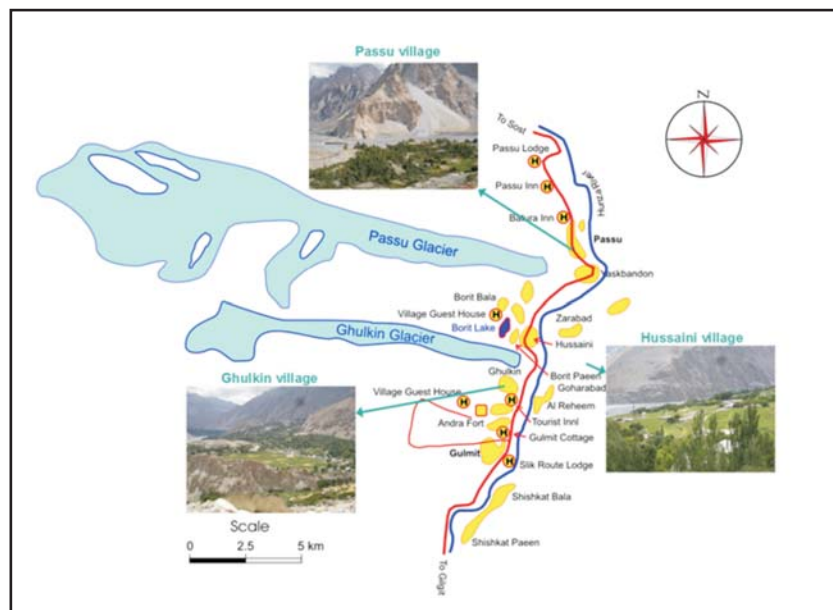 Passu village
N
To Sost
Passu Lodge
Passu Inn
HunzaRiver
Batura Inn
Passu
Passu Glacier
Yaskbandon
Borit Bala
Village Guest House
Borit Lake
Zarabad
Ghulkin Glacier
Hussaini
Hussaini village
Ghulkin
Borit Paeen
Goharabad
Ghulkin village
Village Guest House
Al Reheem
Andra Fort
Tourist Innl
Gulmit Cottage
Gulmit
Slik Route Lodge
Shishkat Bala
Scale
0 2.5 5 km
Shishkat Paeen
To Gilgit
H
H
H
H
H
H
H
H